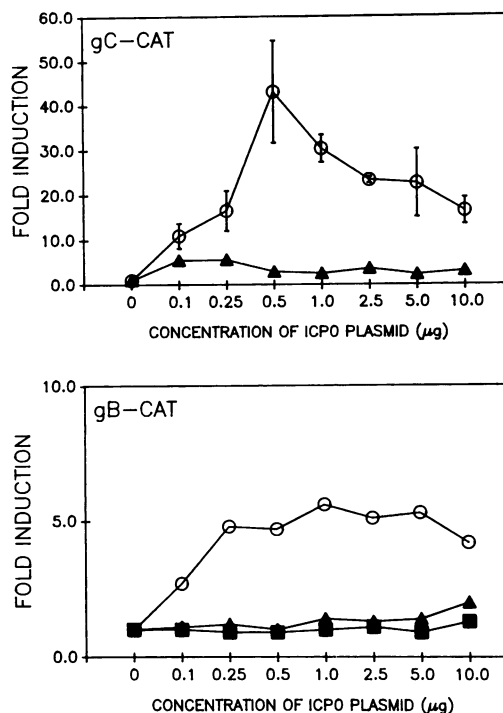 gC-CAT
FOLD INDUCTION
60.0
50.0
40.0
30.0
20.0
10.0
0.0
0 0.1 0.25 0.5 1.0 2.5 5.0 10.0
CONCENTRATION OF ICP0 PLASMID (μg)
gB-CAT
FOLD INDUCTION
10.0
5.0
0.0
0 0.1 0.25 0.5 1.0 2.5 5.0 10.0
CONCENTRATION OF ICP0 PLASMID (μg)